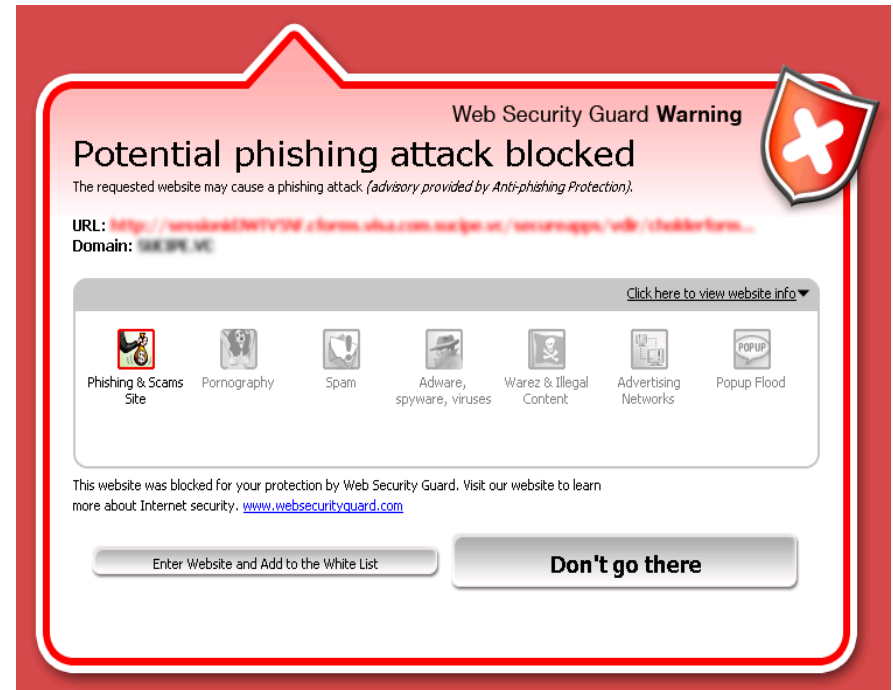 Web Security Guard Warning
Potential phishing attack blocked
The requested website may cause a phishing attack (advisory provided by Anti-phishing Protection).
URL:
Domain:
Click here to view website info
Phishing & Scams Site
Pornography
Spam
Adware, spyware, viruses
Warez & Illegal Content
POPUP
Advertising Networks
Popup Flood
This website was blocked for your protection by Web Security Guard. Visit our website to learn
more about Internet security. www.websecurityguard.com
Enter Website and Add to the White List
Don't go there